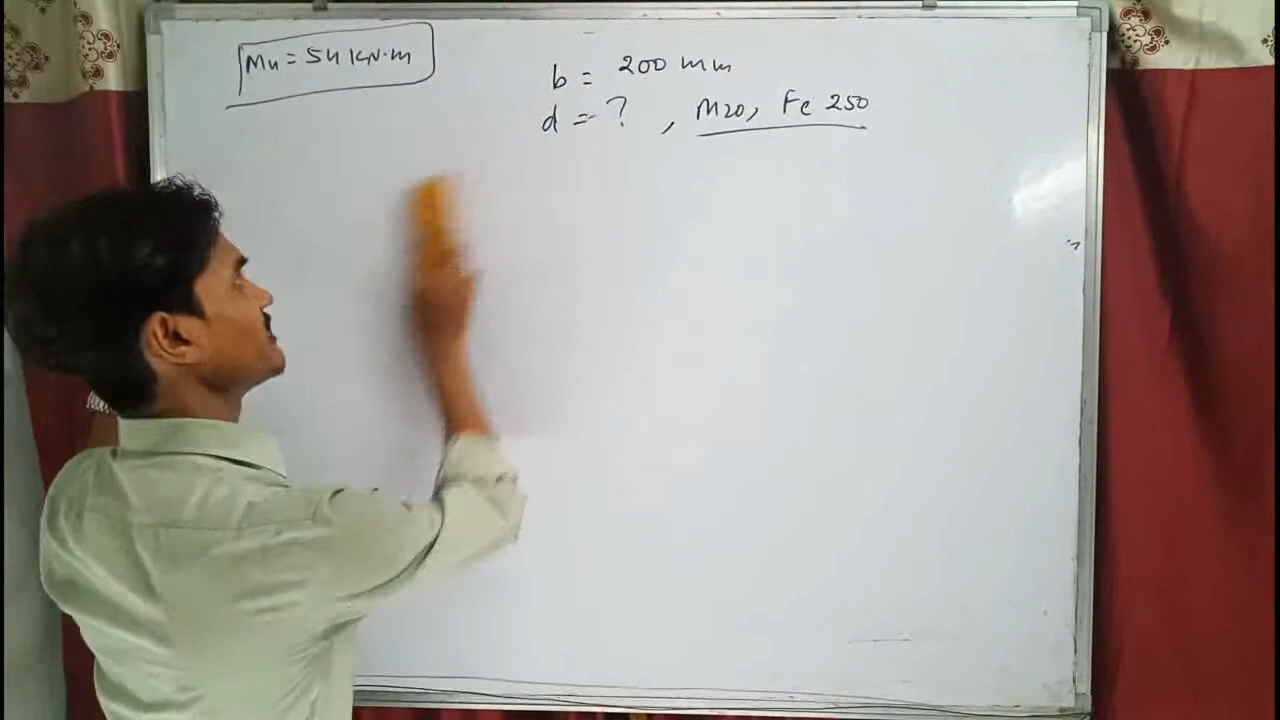 Mu = 54 kN.m
b = 200 mm
d = ? , M20, Fe 250